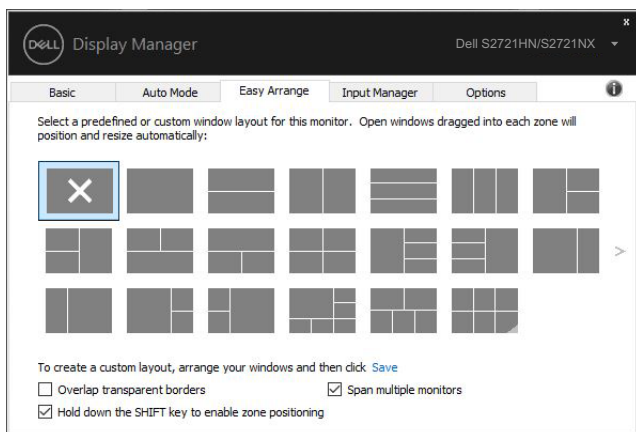 x
DELL Display Manager Dell S2721HN/S2721NX
Basic Auto Mode Easy Arrange Input Manager Options
Select a predefined or custom window layout for this monitor. Open windows dragged into each zone will
position and resize automatically:
To create a custom layout, arrange your windows and then click Save
Overlap transparent borders Span multiple monitors
Hold down the SHIFT key to enable zone positioning